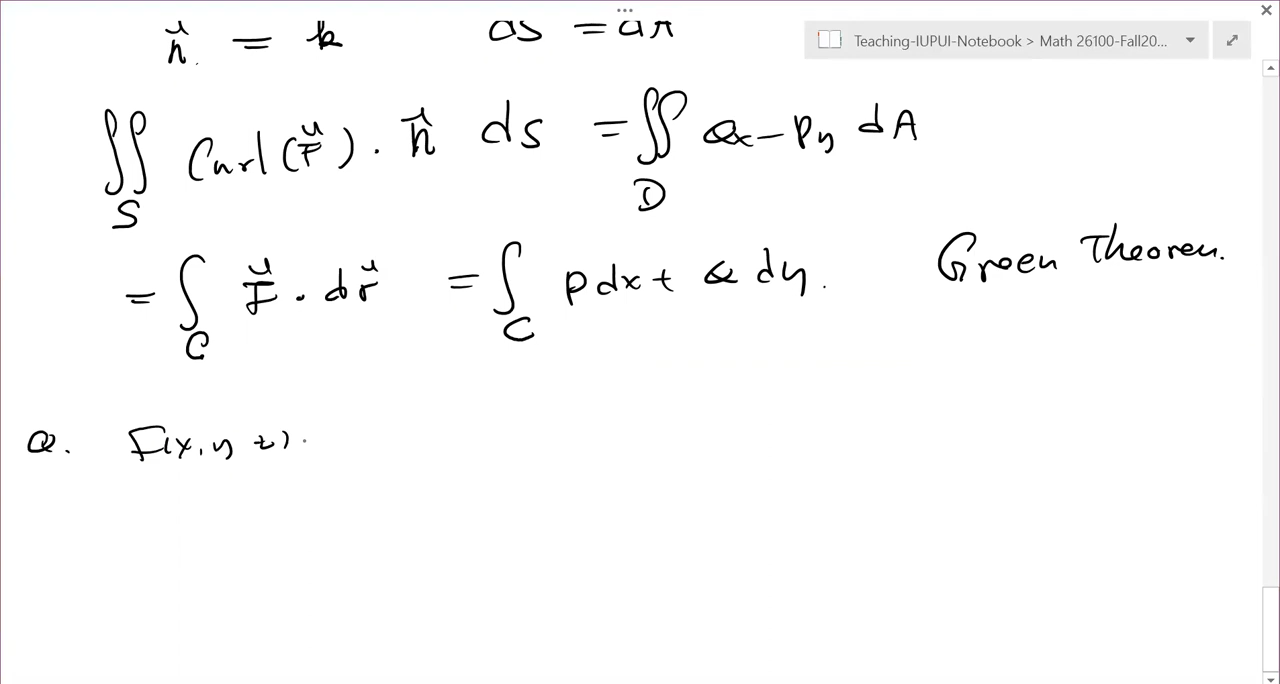 Teaching-IUPUI-Notebook > Math 26100-Fall20...
n⃗ = k dS = dA
∬_S Curl(F⃗) · n⃗ dS = ∬_D Qx - Py dA
= ∫_C F⃗ · dr⃗ = ∫_C P dx + Q dy. Green Theorem.
Q. F(x, y z)